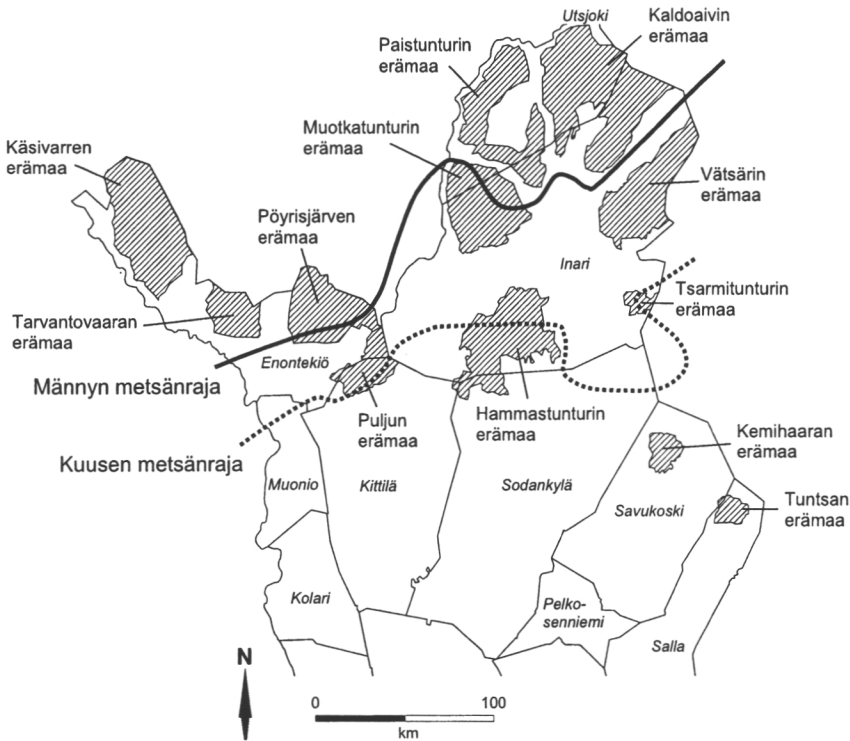 Utsjoki
Kaldoaivin
erämaa
Paistunturin
erämaa
Muotkatunturin
erämaa
Käsivarren
erämaa
Vätsärin
erämaa
Pöyrisjärven
erämaa
Inari
Tsarmitunturin
erämaa
Tarvantovaaran
erämaa
Enontekiö
Männyn metsänraja
Puljun
erämaa
Hammastunturin
erämaa
Kemihaaran
erämaa
Kuusen metsänraja
Muonio
Kittilä
Sodankylä
Savukoski
Tuntsan
erämaa
Kolari
Pelko-
senniemi
Salla
N
0 100
km